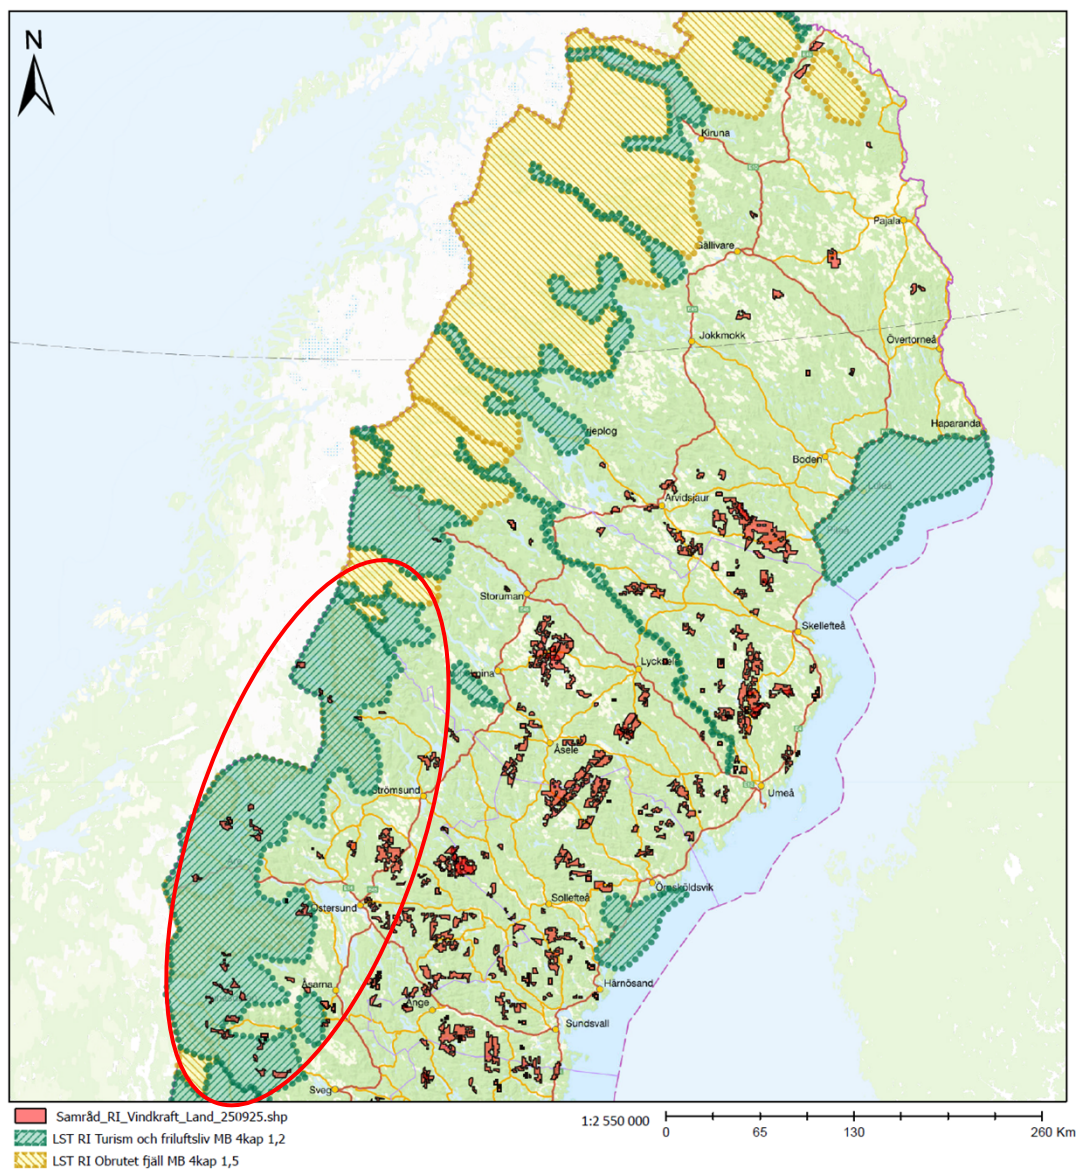 N
Kiruna
Pajala
Gällivare
Jokkmokk
Övertorneå
Haparanda
rjeplog
Boden
Arvidsjaur
Storuman
Skellefteå
Lycksele
Åsele
Strömsund
Umeå
Örnsköldsvik
Sollefteå
Östersund
Åsarna
Ånge
Härnösand
Sundsvall
Sveg
Samråd_RI_Vindkraft_Land_250925.shp
LST RI Turism och friluftsliv MB 4kap 1,2
LST RI Obrutet fjäll MB 4kap 1,5
1:2 550 000
0 65 130 260 Km